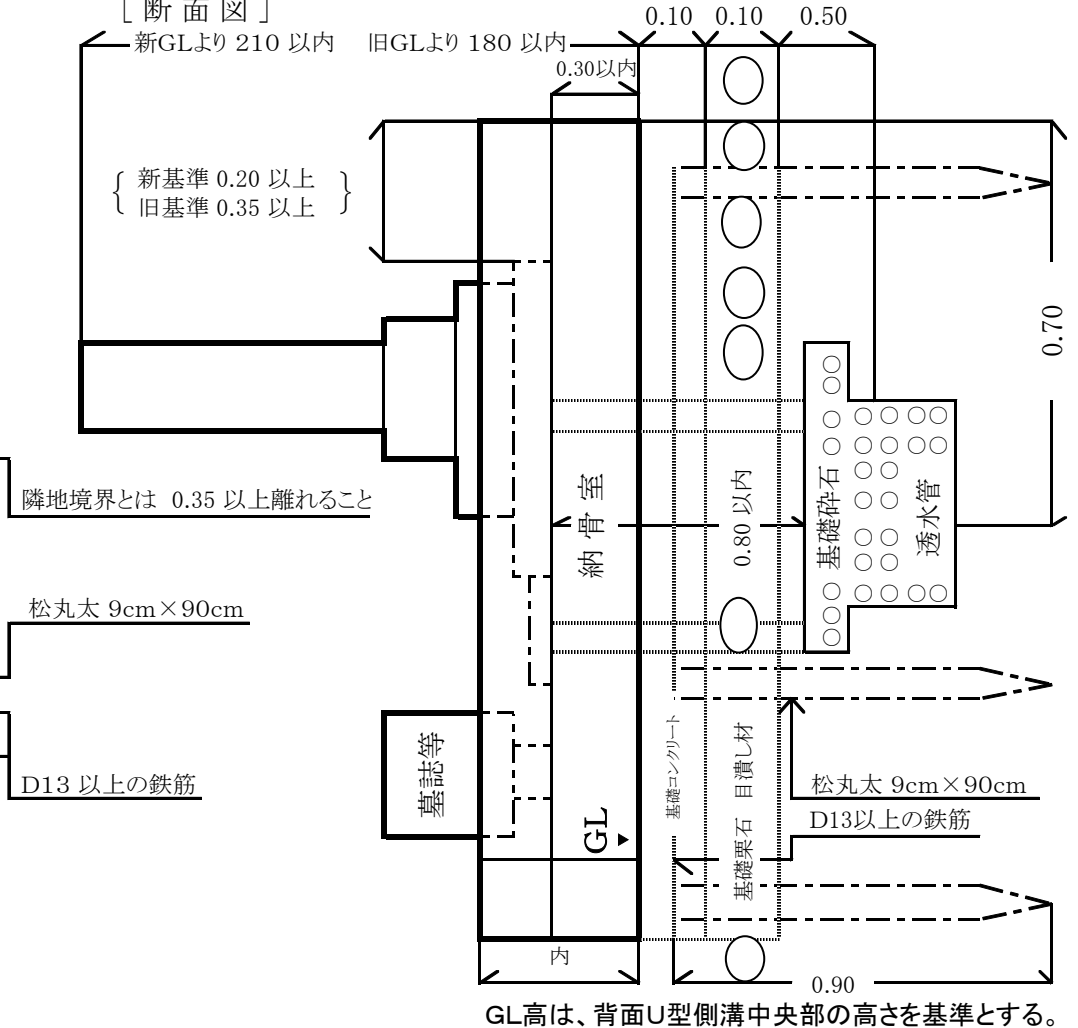 [ 断 面 図 ]
0.10 0.10 0.50
新GLより 210 以内 旧GLより 180 以内
0.30以内
新基準 0.20 以上
旧基準 0.35 以上
0.70
隣地境界とは 0.35 以上離れること
納骨室
0.80 以内
基礎砕石
透水管
松丸太 9cm×90cm
墓誌等
基礎コンクリート
基礎栗石 目潰し材
GL
D13 以上の鉄筋
松丸太 9cm×90cm
D13以上の鉄筋
内
0.90
GL高は、背面U型側溝中央部の高さを基準とする。